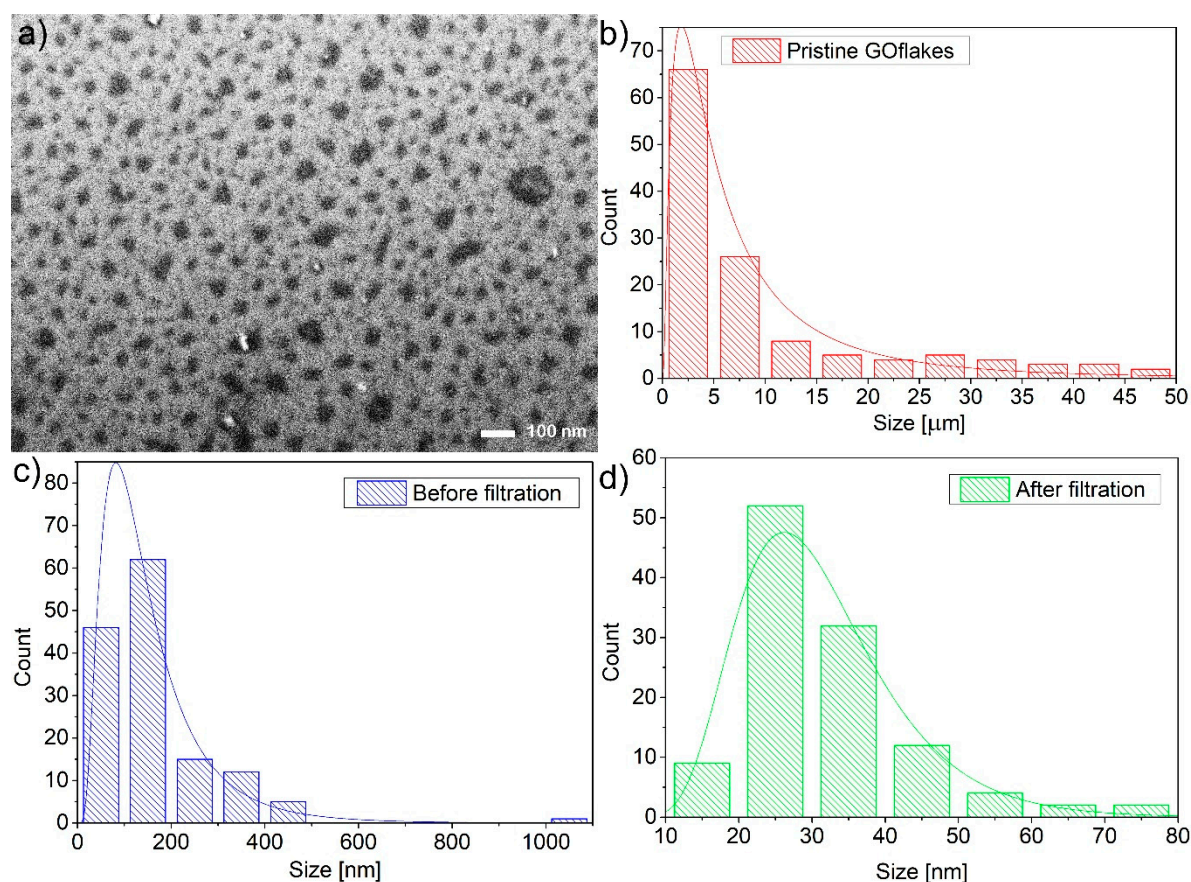 a)
100 nm
b)
Pristine GOflakes
Count
70
60
50
40
30
20
10
0
0 5 10 15 20 25 30 35 40 45 50
Size [μm]
c)
Before filtration
Count
80
70
60
50
40
30
20
10
0
0 200 400 600 800 1000
Size [nm]
d)
After filtration
Count
60
50
40
30
20
10
0
10 20 30 40 50 60 70 80
Size [nm]